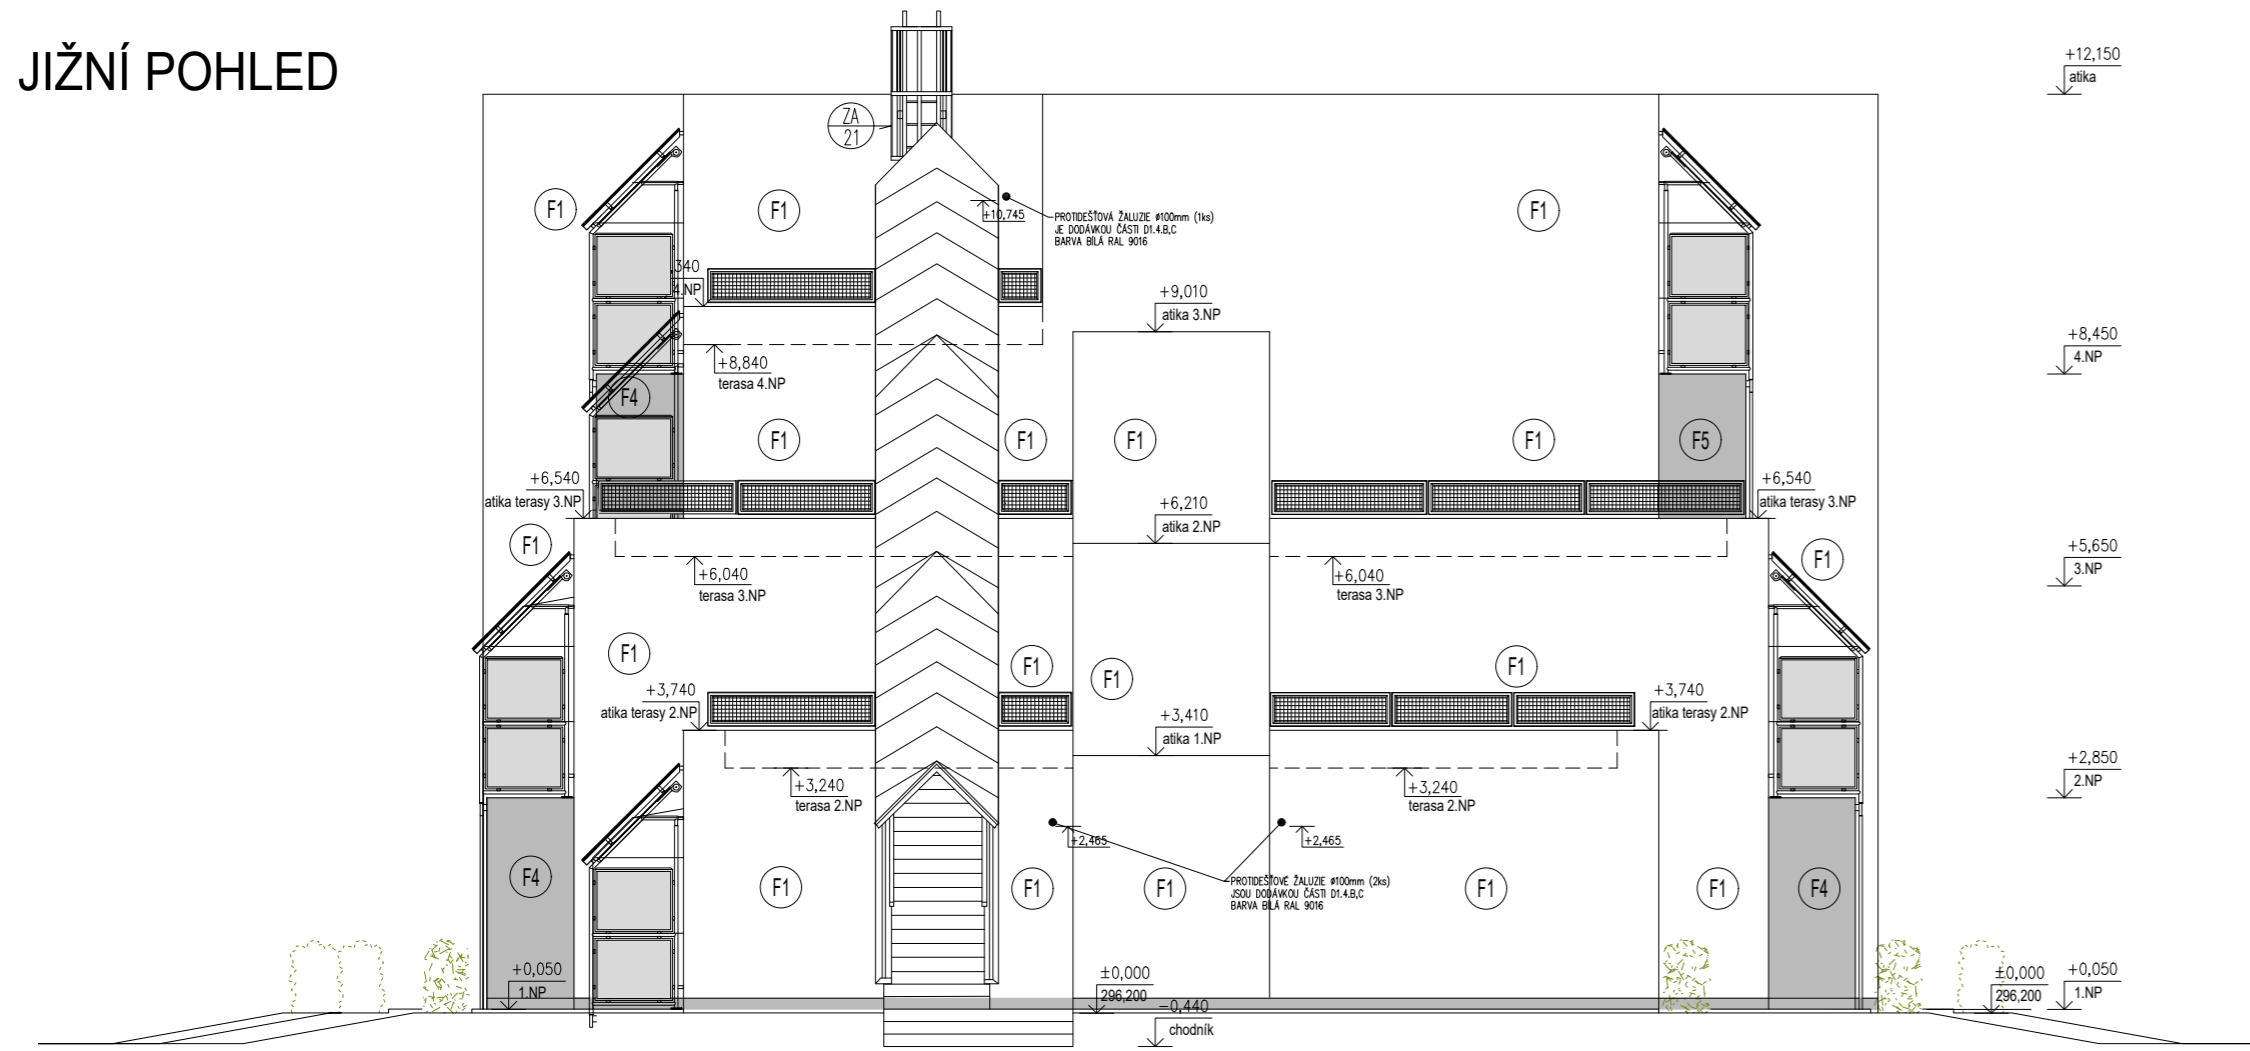 JIŽNÍ POHLED
+12,150
atika
ZA
21
F1
F1
F1
+10,745
PROTIDEŠŤOVÁ ŽALUZIE ø100mm (1ks)
JE DODÁVKOU ČÁSTI D1.4.B,C
BARVA BÍLÁ RAL 9016
340
4.NP
+9,010
atika 3.NP
+8,450
4.NP
+8,840
terasa 4.NP
F4
F1
F1
F1
F1
F5
+6,540
atika terasy 3.NP
+6,540
atika terasy 3.NP
+6,210
atika 2.NP
F1
F1
+5,650
3.NP
+6,040
terasa 3.NP
+6,040
terasa 3.NP
F1
F1
F1
F1
+3,740
atika terasy 2.NP
+3,740
atika terasy 2.NP
+3,410
atika 1.NP
+2,850
2.NP
+3,240
terasa 2.NP
+3,240
terasa 2.NP
+2,465
+2,465
F4
F1
F1
F1
PROTIDEŠŤOVÉ ŽALUZIE ø100mm (2ks)
JSOU DODÁVKOU ČÁSTI D1.4.B,C
BARVA BÍLÁ RAL 9016
F1
F1
F4
+0,050
1.NP
±0,000
296,200
-0,440
chodník
±0,000
296,200
+0,050
1.NP